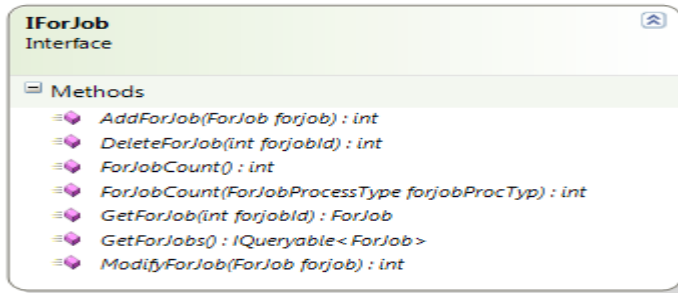 IForJob
Interface
Methods
AddForJob(ForJob forjob) : int
DeleteForJob(int forjobId) : int
ForJobCount() : int
ForJobCount(ForJobProcessType forjobProcTyp) : int
GetForJob(int forjobId) : ForJob
GetForJobs() : IQueryable<ForJob>
ModifyForJob(ForJob forjob) : int